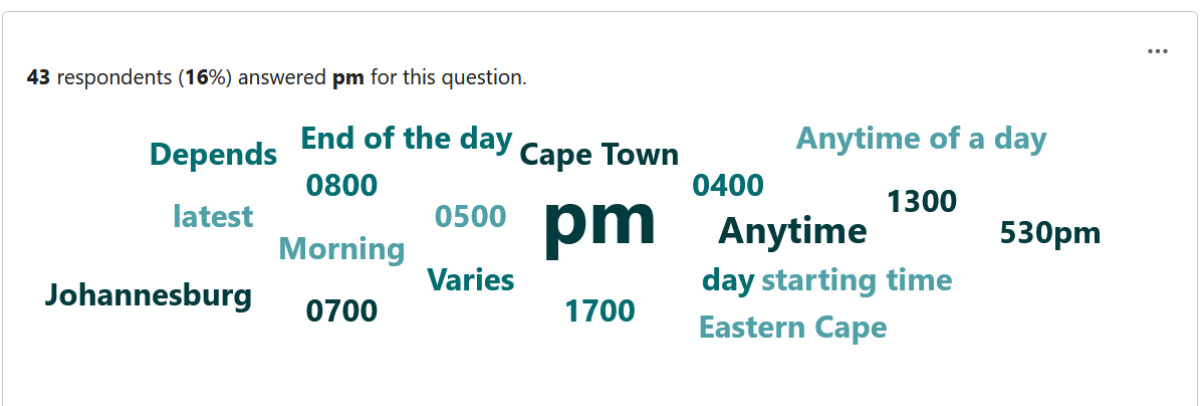 ...
43 respondents (16%) answered pm for this question.
End of the day
Anytime of a day
Depends
Cape Town
0800
0400
1300
latest
0500
pm
Anytime
530pm
Morning
Varies
day
starting time
Johannesburg
0700
1700
Eastern Cape